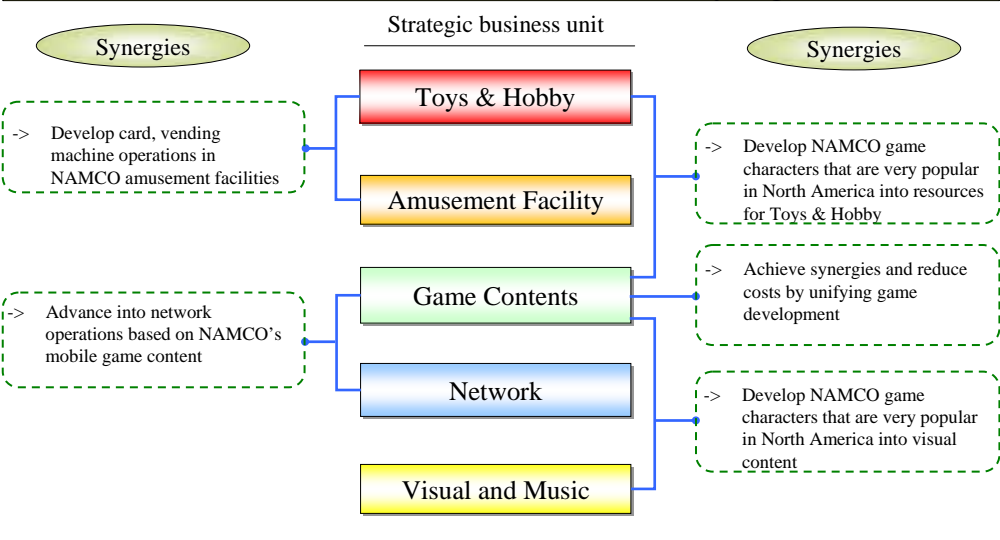 Strategic business unit
Synergies
-> Develop card, vending
machine operations in
NAMCO amusement facilities
-> Advance into network
operations based on NAMCO's
mobile game content
Toys & Hobby
Amusement Facility
Game Contents
Network
Visual and Music
Synergies
-> Develop NAMCO game
characters that are very popular
in North America into resources
for Toys & Hobby
-> Achieve synergies and reduce
costs by unifying game
development
-> Develop NAMCO game
characters that are very popular
in North America into visual
content